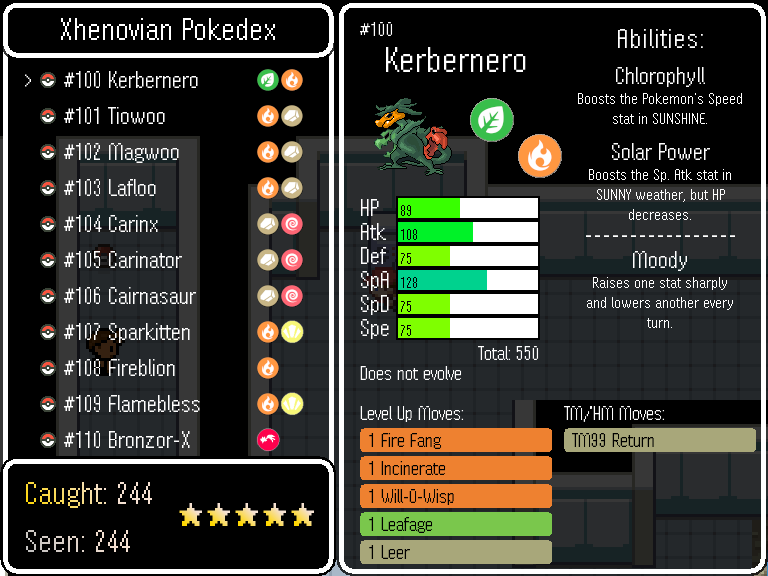 Xhenovian Pokedex
#100 Kerbernero
#101 Tiowoo
#102 Magwoo
#103 Lafloo
#104 Carinx
#105 Carinator
#106 Cairnasaur
#107 Sparkitten
#108 Fireblion
#109 Flamebless
#110 Bronzor-X
Caught: 244
Seen: 244
#100
Kerbernero
HP 89
Atk 108
Def 75
SpA 128
SpD 75
Spe 75
Total: 550
Does not evolve
Abilities:
Chlorophyll
Boosts the Pokemon's Speed
stat in SUNSHINE.
Solar Power
Boosts the Sp. Atk stat in
SUNNY weather, but HP
decreases.
---------------
Moody
Raises one stat sharply
and lowers another every
turn.
Level Up Moves:
1 Fire Fang
1 Incinerate
1 Will-O-Wisp
1 Leafage
1 Leer
TM/HM Moves:
TM93 Return